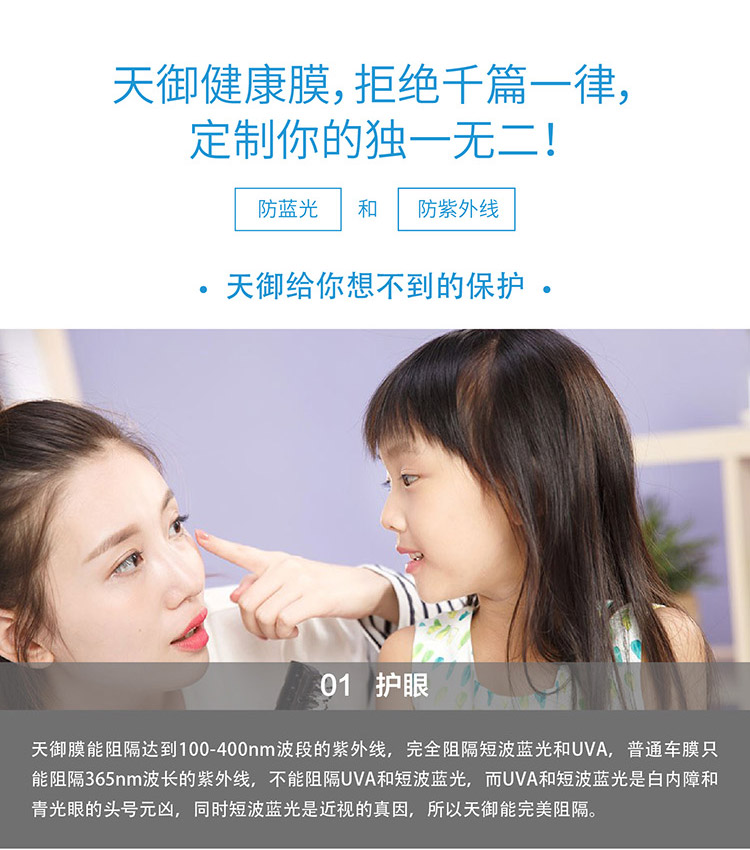 天御健康膜，拒绝千篇一律，
定制你的独一无二！
防蓝光 和 防紫外线
• 天御给你想不到的保护 •
01 护眼
天御膜能阻隔达到100-400nm波段的紫外线，完全阻隔短波蓝光和UVA，普通车膜只
能阻隔365nm波长的紫外线，不能阻隔UVA和短波蓝光，而UVA和短波蓝光是白内障和
青光眼的头号元凶，同时短波蓝光是近视的真因，所以天御能完美阻隔。